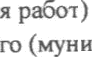 я работ)
го (муни